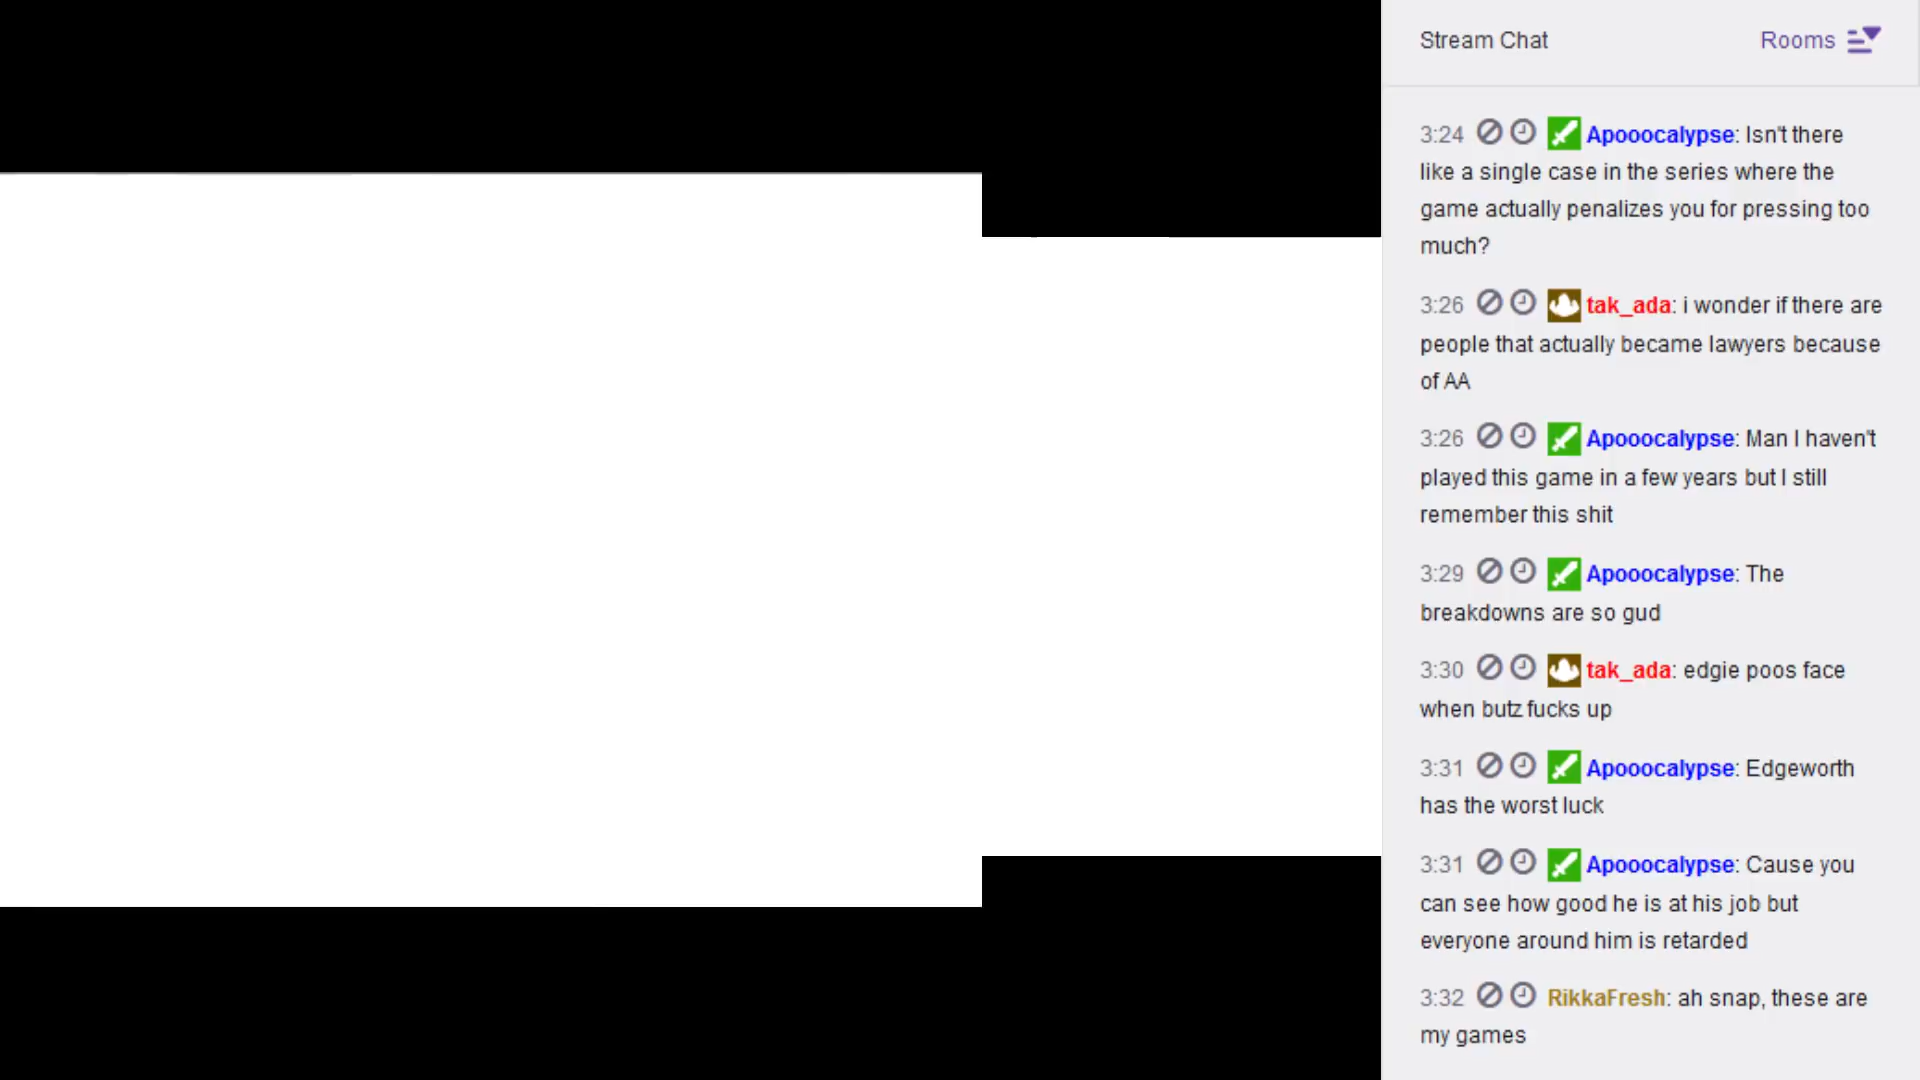 Stream Chat
Rooms
3:24 Apooocalypse: Isn't there
like a single case in the series where the
game actually penalizes you for pressing too
much?
3:26 tak_ada: i wonder if there are
people that actually became lawyers because
of AA
3:26 Apooocalypse: Man I haven't
played this game in a few years but I still
remember this shit
3:29 Apooocalypse: The
breakdowns are so gud
3:30 tak_ada: edgie poos face
when butz fucks up
3:31 Apooocalypse: Edgeworth
has the worst luck
3:31 Apooocalypse: Cause you
can see how good he is at his job but
everyone around him is retarded
3:32 RikkaFresh: ah snap, these are
my games